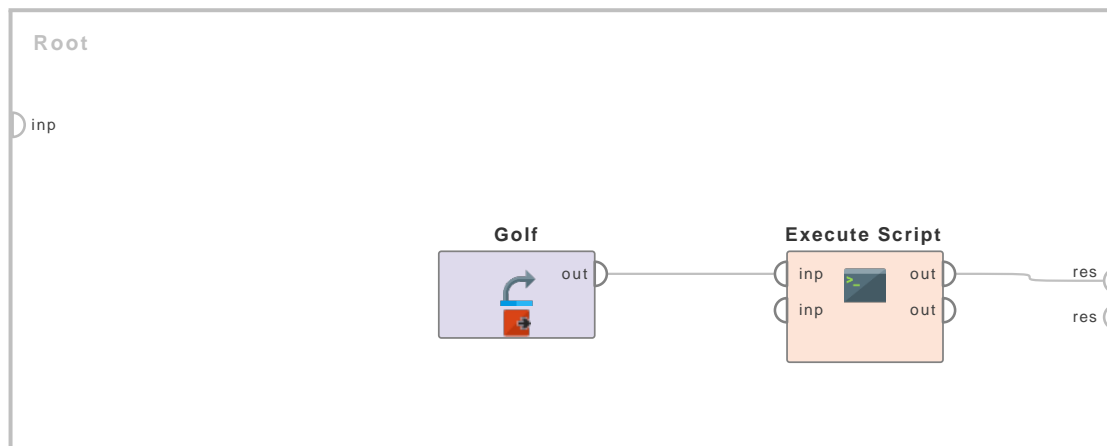 Root
inp
Golf
out
Execute Script
inp
out
inp
out
res
res